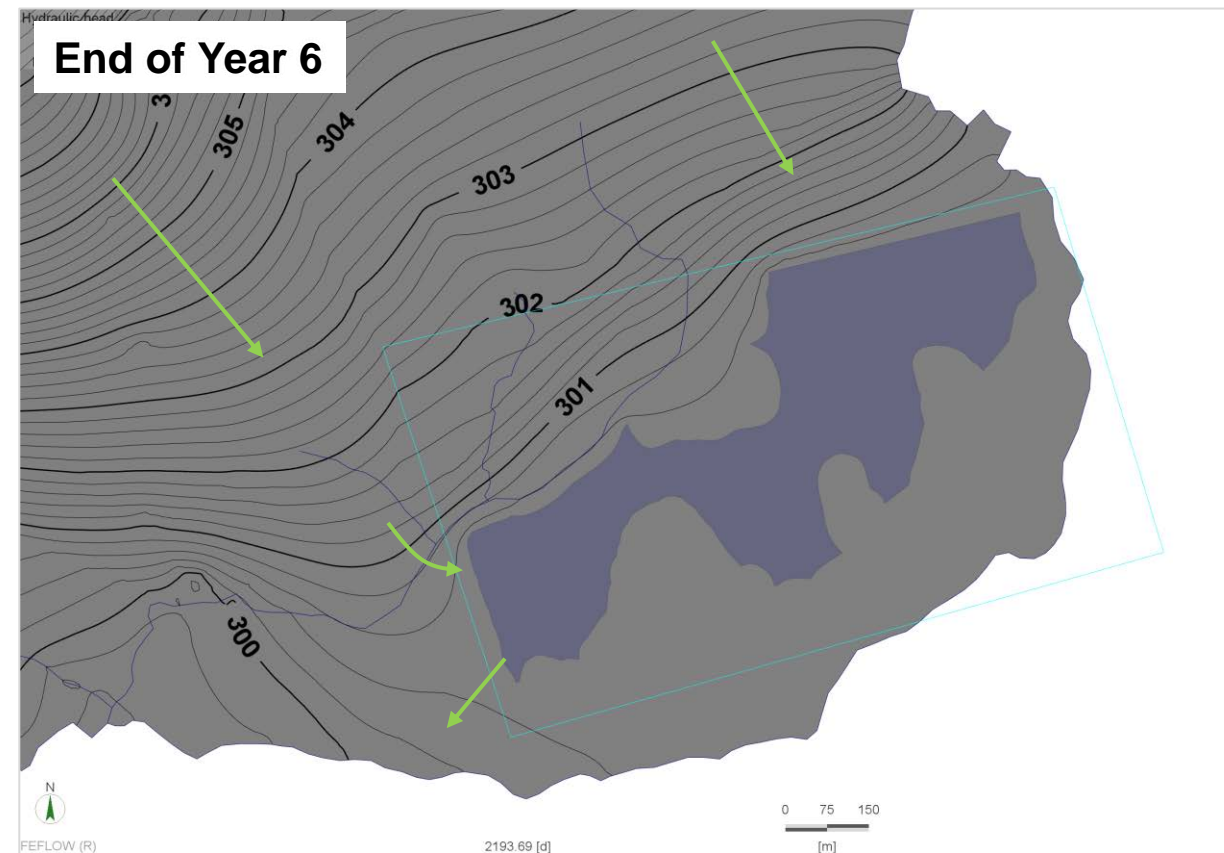 Hydraulic head
End of Year 6
305
304
303
302
301
300
N
0 75 150
[m]
FEFLOW (R)
2193.69 [d]